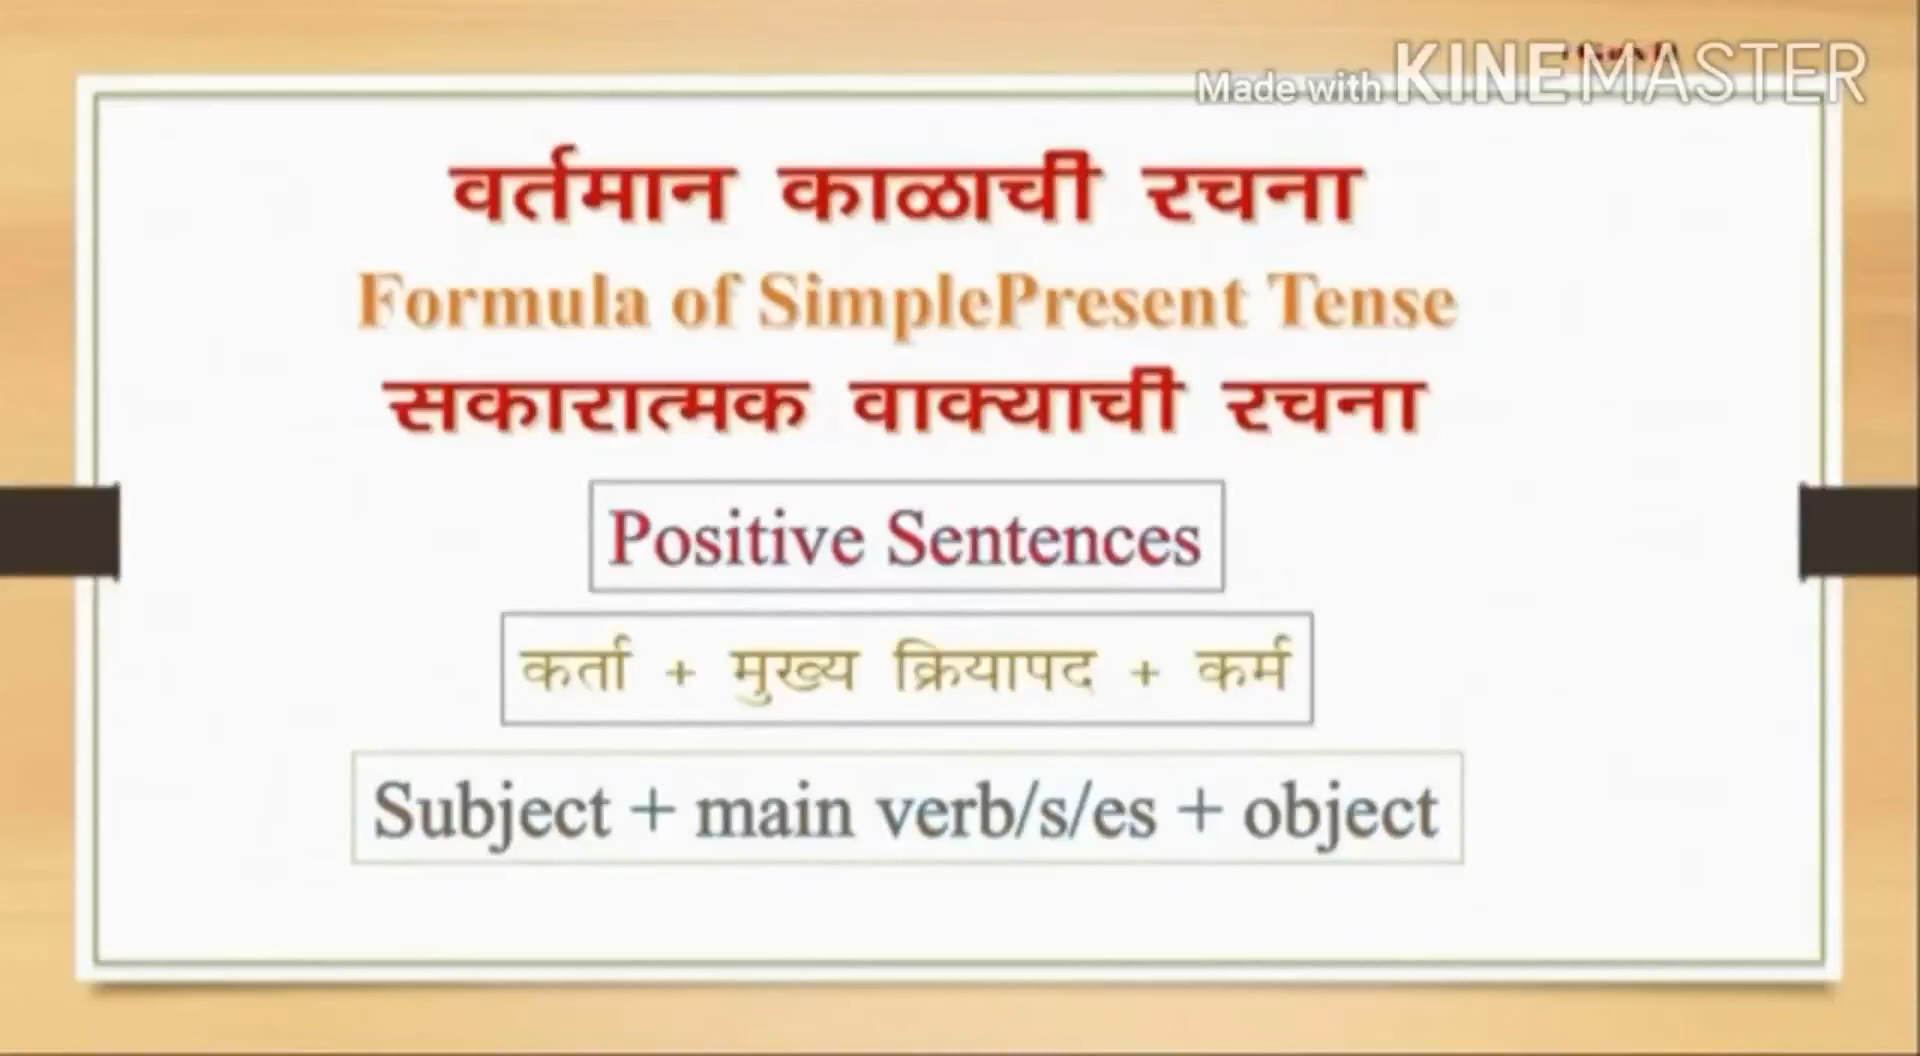 Made with KINEMASTER
वर्तमान काळाची रचना
Formula of SimplePresent Tense
सकारात्मक वाक्याची रचना
Positive Sentences
कर्ता + मुख्य क्रियापद + कर्म
Subject + main verb/s/es + object